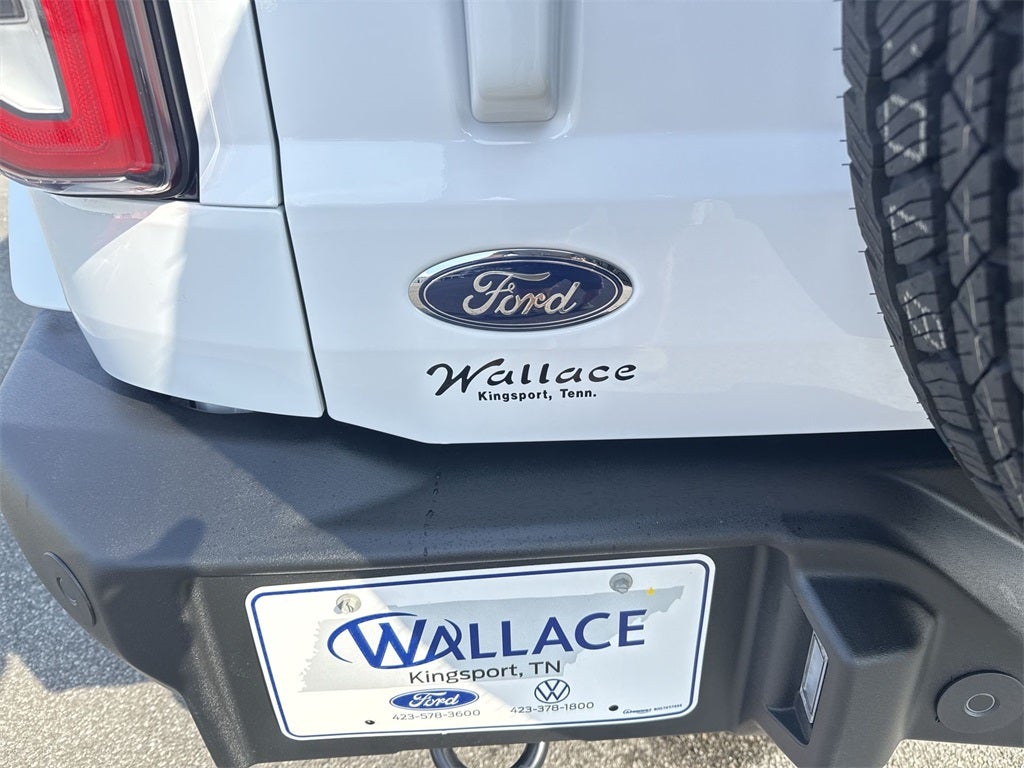 Ford
Wallace
Kingsport, Tenn.
WALLACE
Kingsport, TN
Ford
423-578-3600 423-378-1800